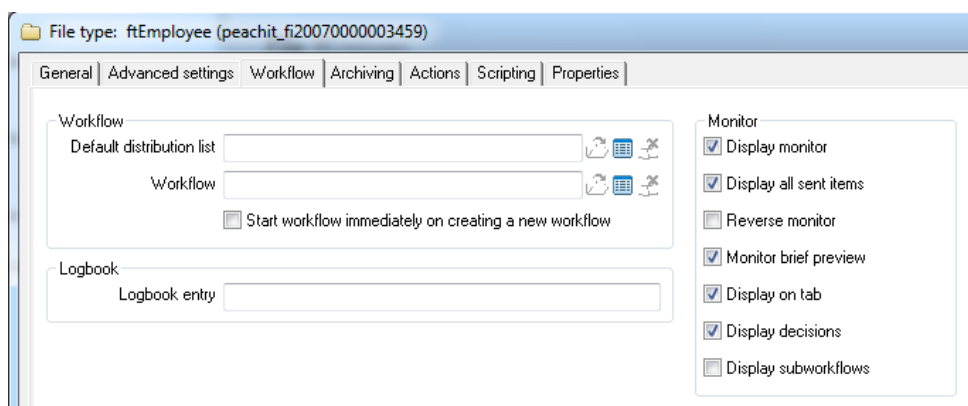 File type: ftEmployee (peachit_fi20070000003459)
General Advanced settings Workflow Archiving Actions Scripting Properties
Workflow
Default distribution list
Workflow
Start workflow immediately on creating a new workflow
Logbook
Logbook entry
Monitor
Display monitor
Display all sent items
Reverse monitor
Monitor brief preview
Display on tab
Display decisions
Display subworkflows